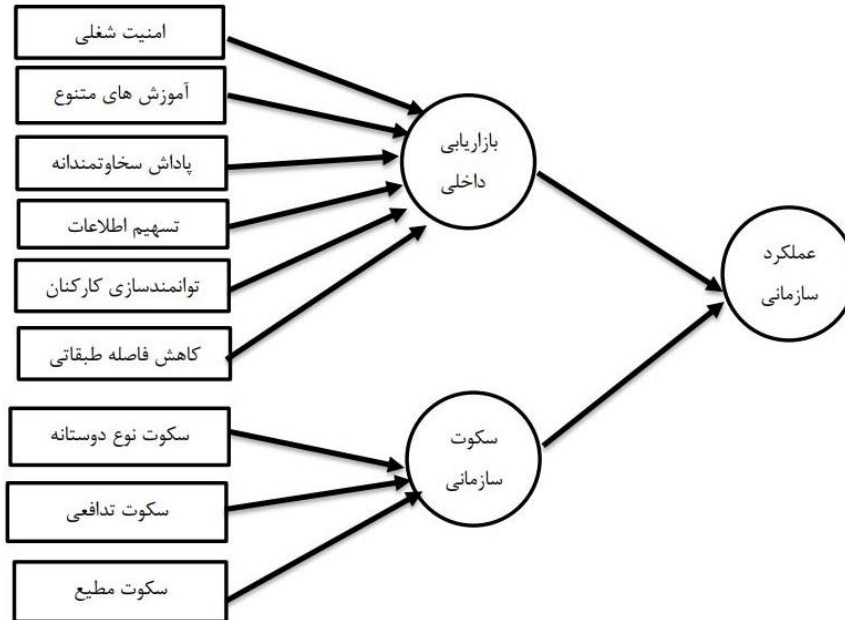 امنیت شغلی
آموزش های متنوع
پاداش سخاوتمندانه
تسهیم اطلاعات
توانمندسازی کارکنان
کاهش فاصله طبقاتی
سکوت نوع دوستانه
سکوت تدافعی
سکوت مطیع
بازاریابی
داخلی
سکوت
سازمانی
عملکرد
سازمانی